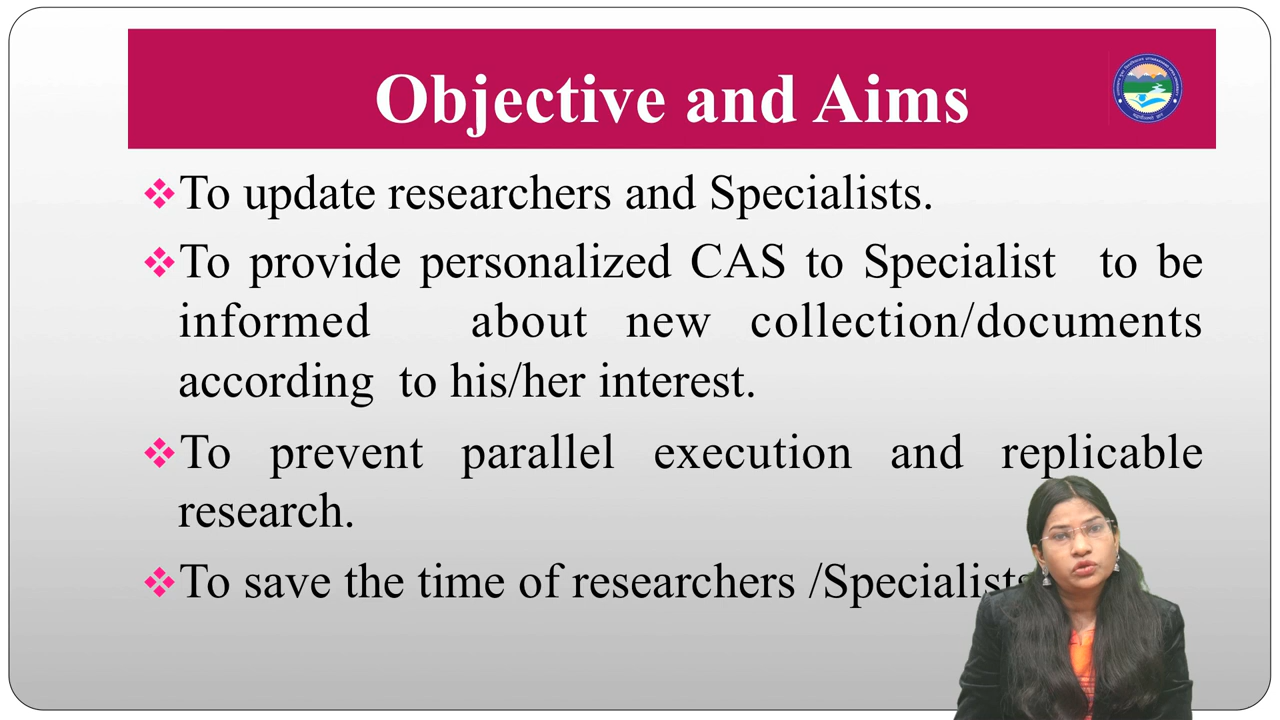 Objective and Aims
To update researchers and Specialists.
To provide personalized CAS to Specialist to be
informed about new collection/documents
according to his/her interest.
To prevent parallel execution and replicable
research.
To save the time of researchers /Specialists